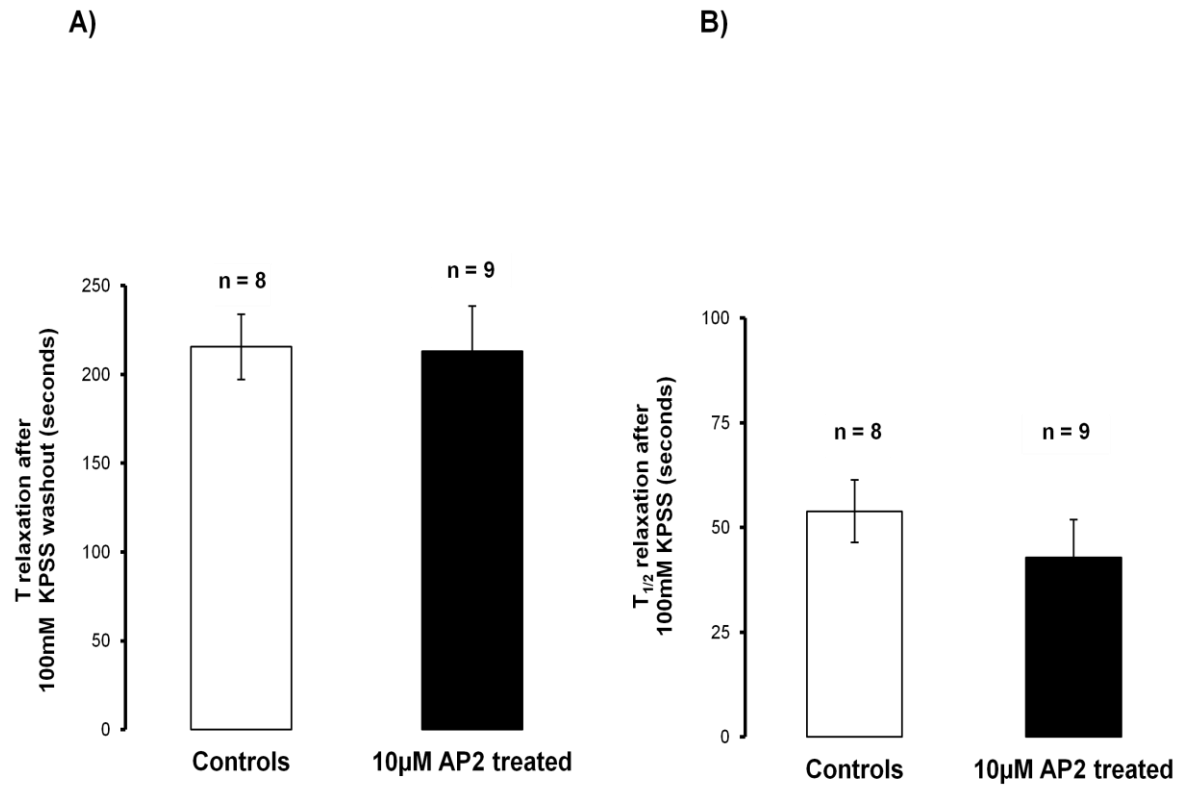 A)
T relaxation after
100mM KPSS washout (seconds)
250
200
150
100
50
0
n = 8
n = 9
Controls
10µM AP2 treated
B)
T1/2 relaxation after
100mM KPSS (seconds)
100
75
50
25
0
n = 8
n = 9
Controls
10µM AP2 treated